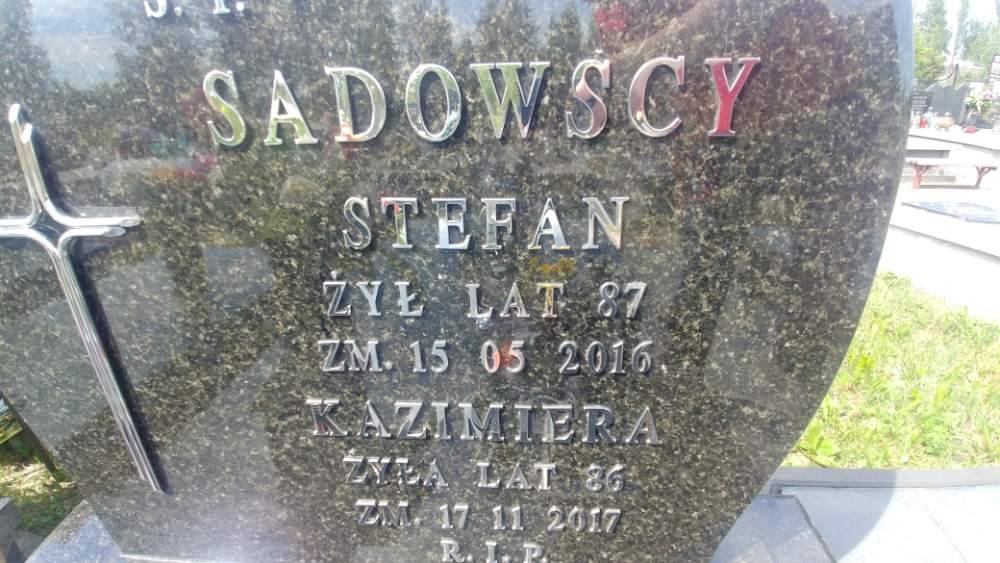 Ś. P.
SADOWSCY
STEFAN
ŻYŁ LAT 87
ZM. 15 05 2016
KAZIMIERA
ŻYŁA LAT 86
ZM. 17 11 2017
R. I. P.